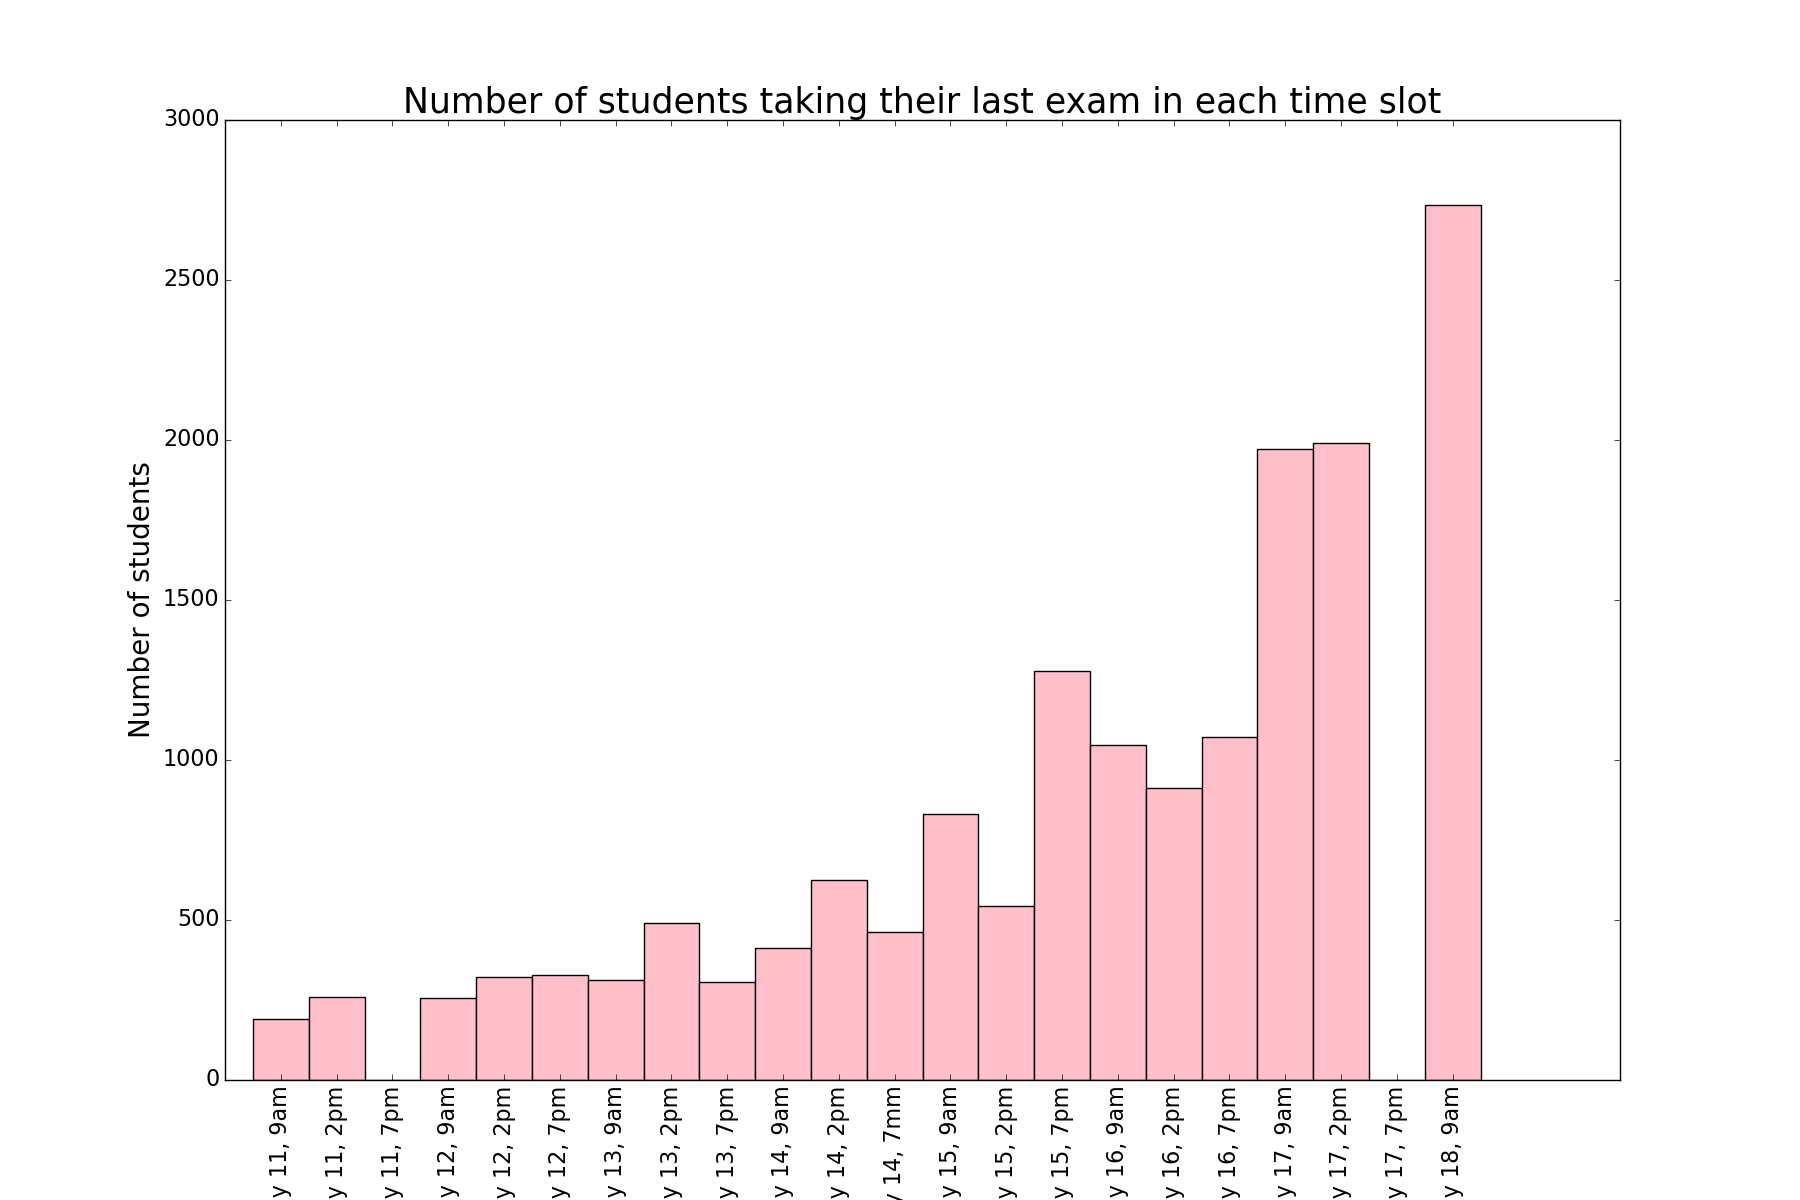 Number of students taking their last exam in each time slot
Number of students
3000
2500
2000
1500
1000
500
0
y 11, 9am
y 11, 2pm
y 11, 7pm
y 12, 9am
y 12, 2pm
y 12, 7pm
y 13, 9am
y 13, 2pm
y 13, 7pm
y 14, 9am
y 14, 2pm
y 14, 7mm
y 15, 9am
y 15, 2pm
y 15, 7pm
y 16, 9am
y 16, 2pm
y 16, 7pm
y 17, 9am
y 17, 2pm
y 17, 7pm
y 18, 9am